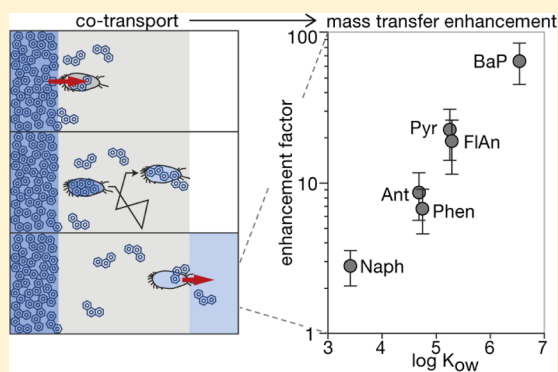 co-transport
mass transfer enhancement
100
BaP
Pyr
FlAn
10
Ant
Phen
Naph
1
enhancement factor
3 4 5 6 7
log KOW